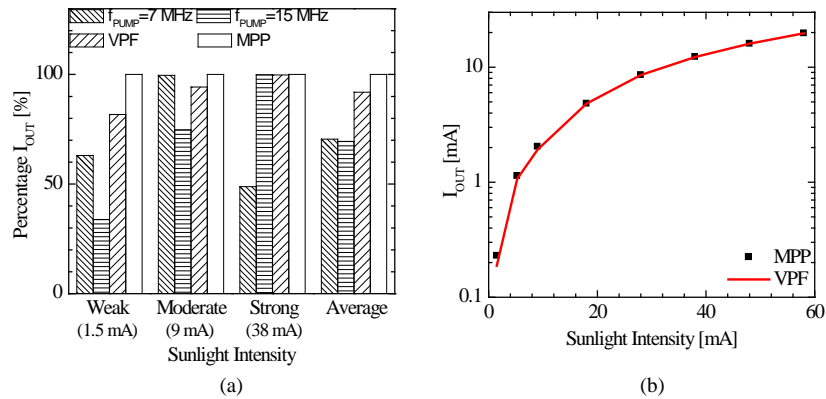 (a)
f_PUMP=7 MHz f_PUMP=15 MHz
VPF MPP
Percentage I_OUT [%]
100
50
0
Weak Moderate Strong Average
(1.5 mA) (9 mA) (38 mA)
Sunlight Intensity
(a)
(b)
I_OUT [mA]
10
1
0.1
MPP
VPF
0 20 40 60
Sunlight Intensity [mA]
(b)